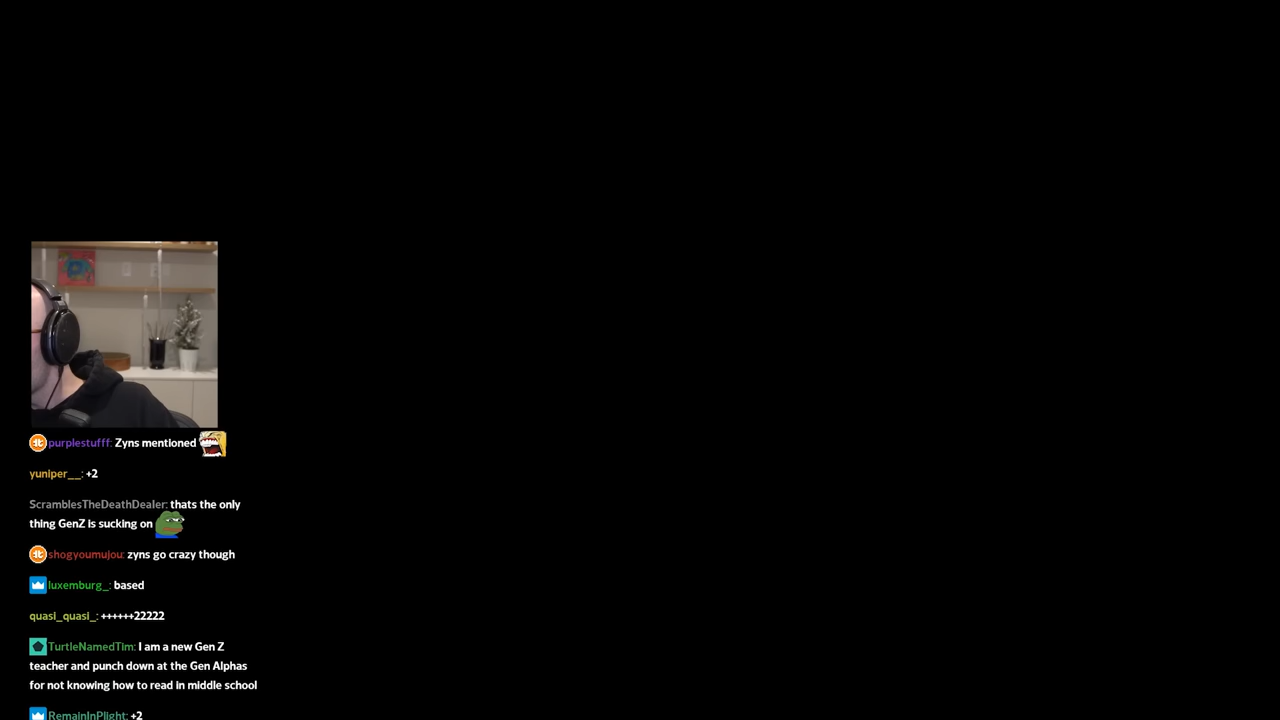 purplestufff: Zyns mentioned
yuniper__: +2
ScramblesTheDeathDealer: thats the only
thing GenZ is sucking on
shogyoumujou: zyns go crazy though
luxemburg_: based
quasi_quasi_: ++++++22222
TurtleNamedTim: I am a new Gen Z
teacher and punch down at the Gen Alphas
for not knowing how to read in middle school
RemainInPlight: +2